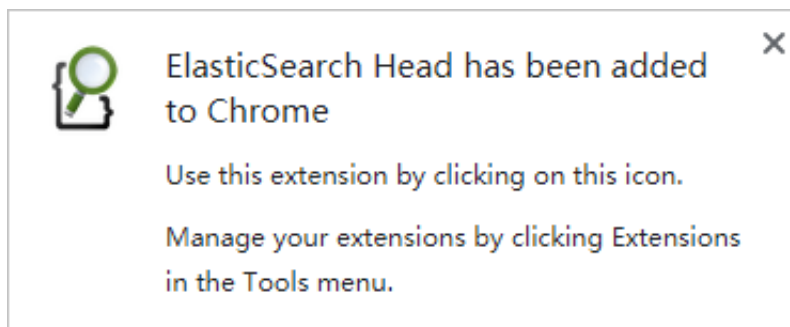 ElasticSearch Head has been added
to Chrome
Use this extension by clicking on this icon.
Manage your extensions by clicking Extensions
in the Tools menu.